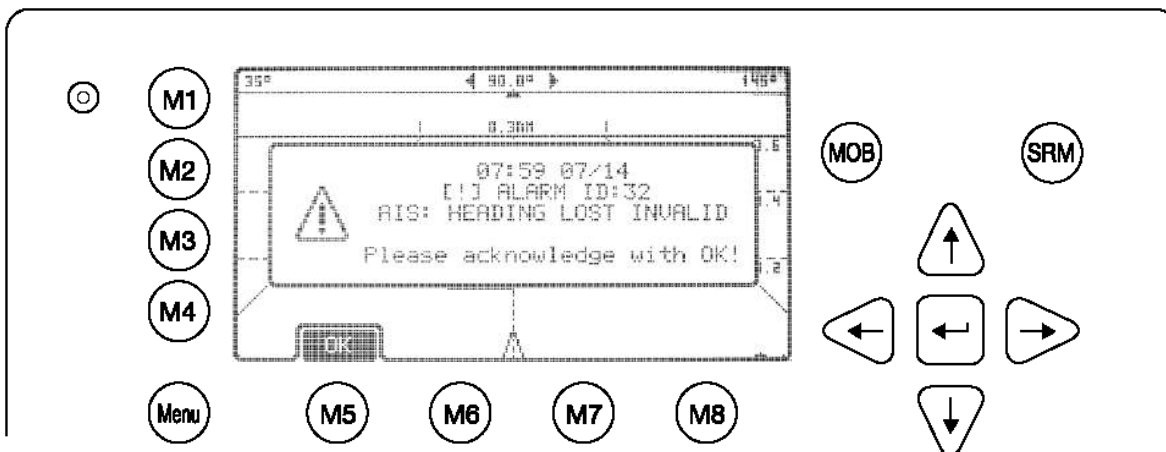 35° 90.0° 145°
M1
0.3nM
MOB
SRM
M2
07:59 07/14
[!] ALARM ID:32
AIS: HEADING LOST INVALID
M3
Please acknowledge with OK!
M4
OK
Menu
M5
M6
M7
M8